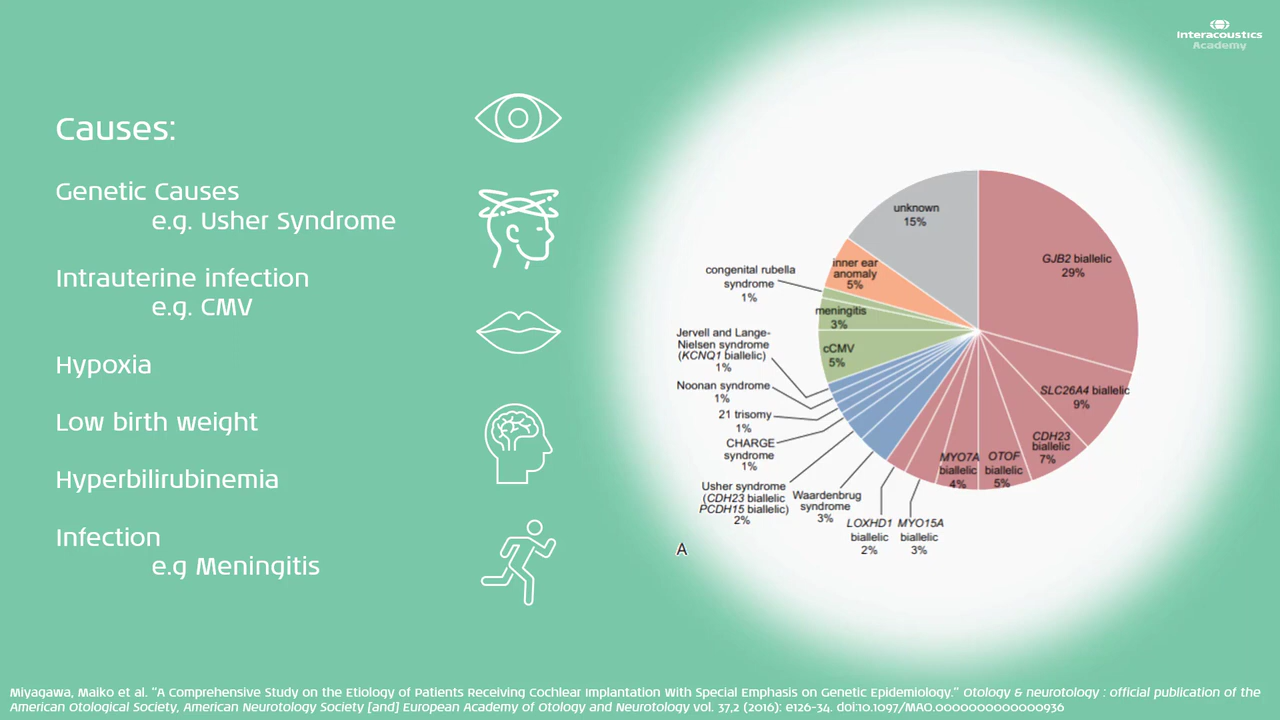 Interacoustics
Academy
Causes:
Genetic Causes
e.g. Usher Syndrome
Intrauterine infection
e.g. CMV
Hypoxia
Low birth weight
Hyperbilirubinemia
Infection
e.g Meningitis
unknown
15%
GJB2 biallelic
29%
inner ear
anomaly
5%
congenital rubella
syndrome
1%
meningitis
3%
cCMV
5%
Jervell and Lange-
Nielsen syndrome
(KCNQ1 biallelic)
1%
Noonan syndrome
1%
21 trisomy
1%
CHARGE
syndrome
1%
Usher syndrome
(CDH23 biallelic
PCDH15 biallelic)
2%
Waardenbrug
syndrome
3%
LOXHD1
biallelic
2%
MYO15A
biallelic
3%
MYO7A
biallelic
4%
OTOF
biallelic
5%
CDH23
biallelic
7%
SLC26A4 biallelic
9%
A
Miyagawa, Maiko et al. “A Comprehensive Study on the Etiology of Patients Receiving Cochlear Implantation With Special Emphasis on Genetic Epidemiology.” Otology & neurotology : official publication of the
American Otological Society, American Neurotology Society [and] European Academy of Otology and Neurotology vol. 37,2 (2016): e126-34. doi:10.1097/MAO.0000000000000936